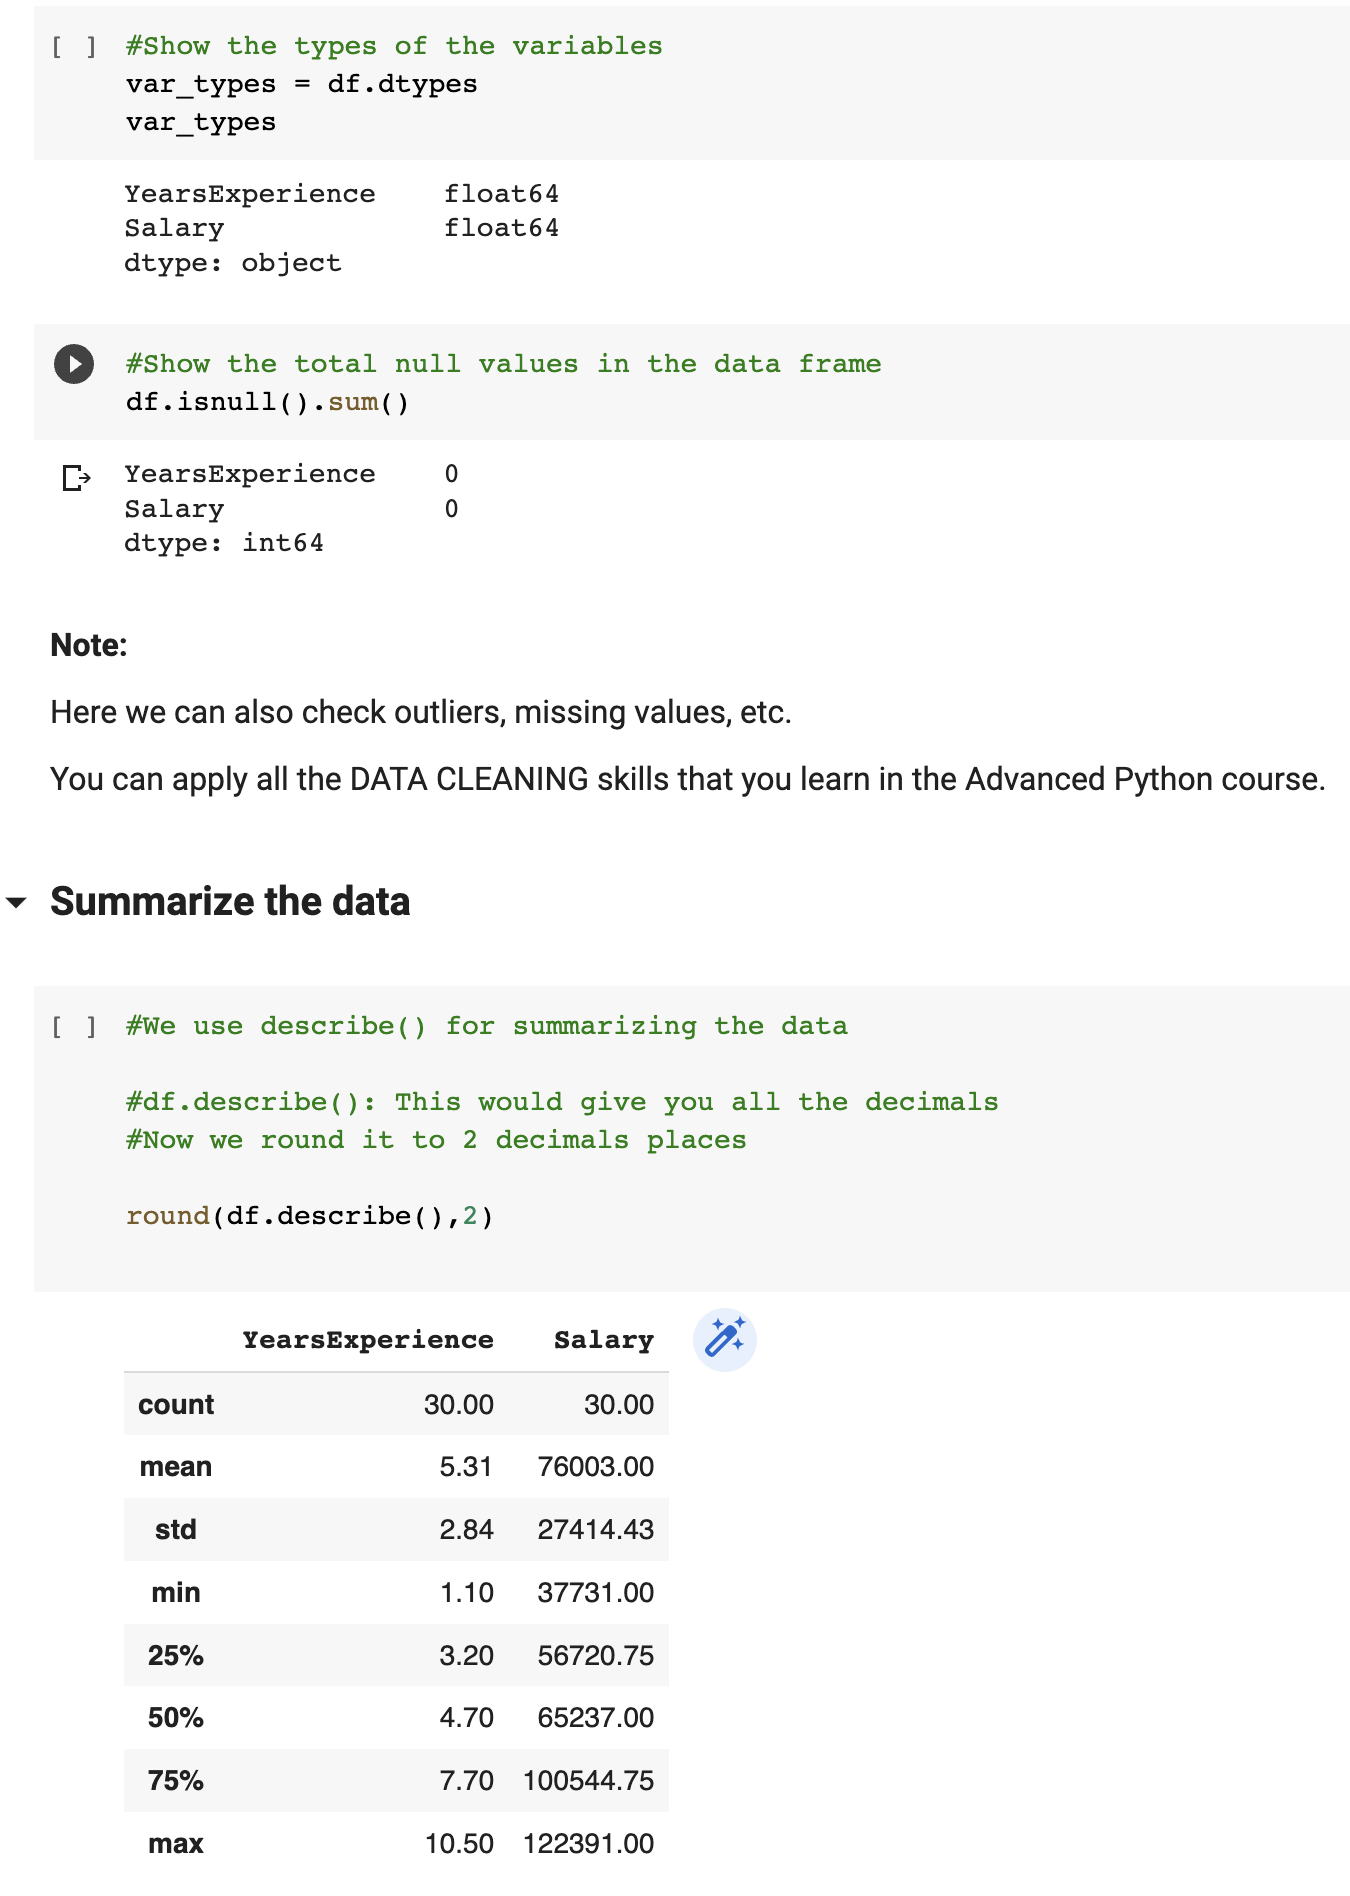 [ ] #Show the types of the variables
var_types = df.dtypes
var_types
YearsExperience    float64
Salary             float64
dtype: object
#Show the total null values in the data frame
df.isnull().sum()
YearsExperience    0
Salary             0
dtype: int64
Note:
Here we can also check outliers, missing values, etc.
You can apply all the DATA CLEANING skills that you learn in the Advanced Python course.
Summarize the data
[ ] #We use describe() for summarizing the data
#df.describe(): This would give you all the decimals
#Now we round it to 2 decimals places
round(df.describe(),2)
YearsExperience Salary
count 30.00 30.00
mean 5.31 76003.00
std 2.84 27414.43
min 1.10 37731.00
25% 3.20 56720.75
50% 4.70 65237.00
75% 7.70 100544.75
max 10.50 122391.00